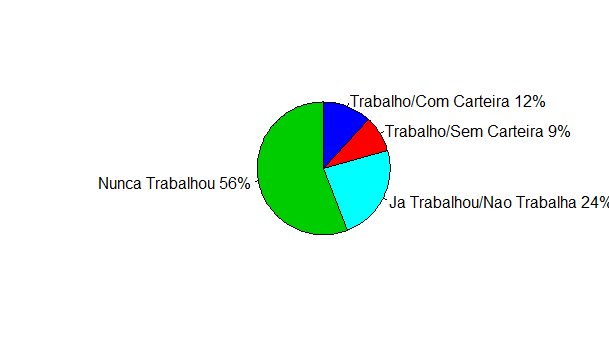 Trabalho/Com Carteira 12%
Trabalho/Sem Carteira 9%
Nunca Trabalhou 56%
Ja Trabalhou/Nao Trabalha 24%